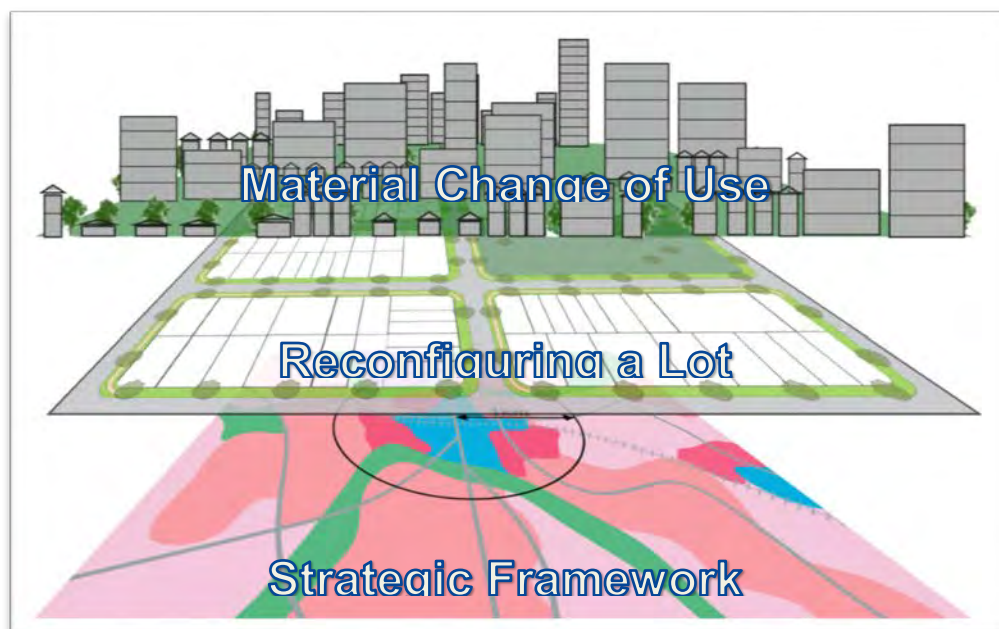 Material Change of Use
Reconfiguring a Lot
Strategic Framework